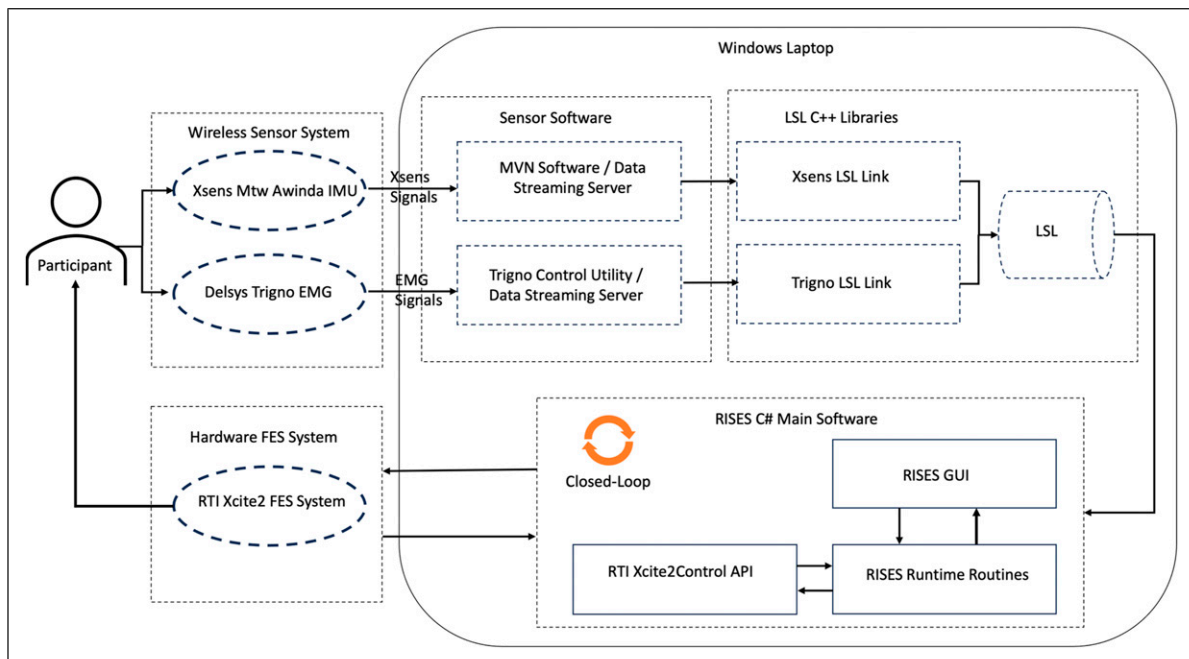 Windows Laptop
Wireless Sensor System
Sensor Software
LSL C++ Libraries
Participant
Xsens Mtw Awinda IMU
Xsens
Signals
MVN Software / Data
Streaming Server
Xsens LSL Link
LSL
Delsys Trigno EMG
EMG
Signals
Trigno Control Utility /
Data Streaming Server
Trigno LSL Link
Hardware FES System
RTI Xcite2 FES System
RISES C# Main Software
Closed-Loop
RISES GUI
RTI Xcite2Control API
RISES Runtime Routines